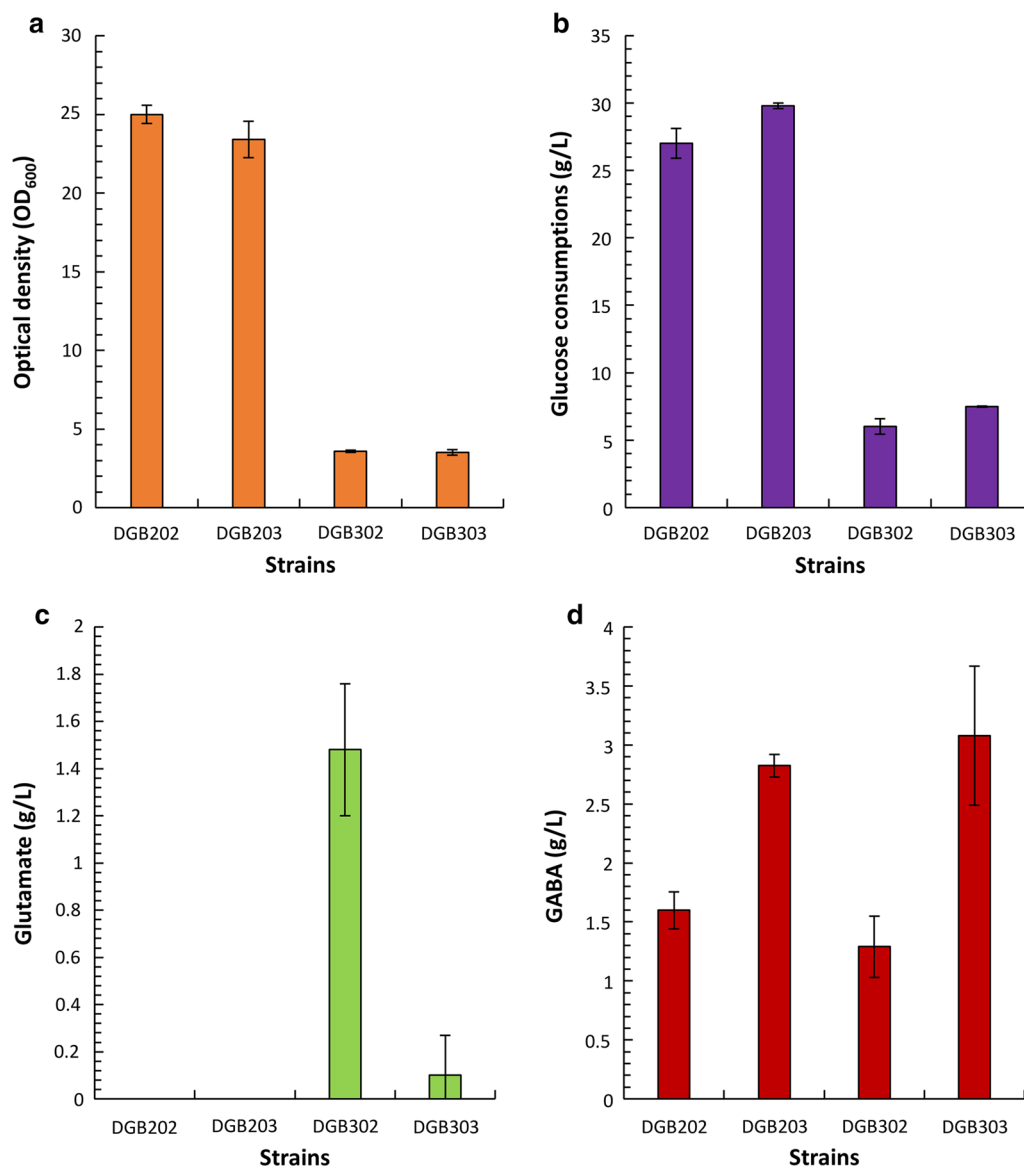 a
Optical density (OD600)
30
25
20
15
10
5
0
DGB202 DGB203 DGB302 DGB303
Strains
b
Glucose consumptions (g/L)
35
30
25
20
15
10
5
0
DGB202 DGB203 DGB302 DGB303
Strains
c
Glutamate (g/L)
2
1.8
1.6
1.4
1.2
1
0.8
0.6
0.4
0.2
0
DGB202 DGB203 DGB302 DGB303
Strains
d
GABA (g/L)
4
3.5
3
2.5
2
1.5
1
0.5
0
DGB202 DGB203 DGB302 DGB303
Strains